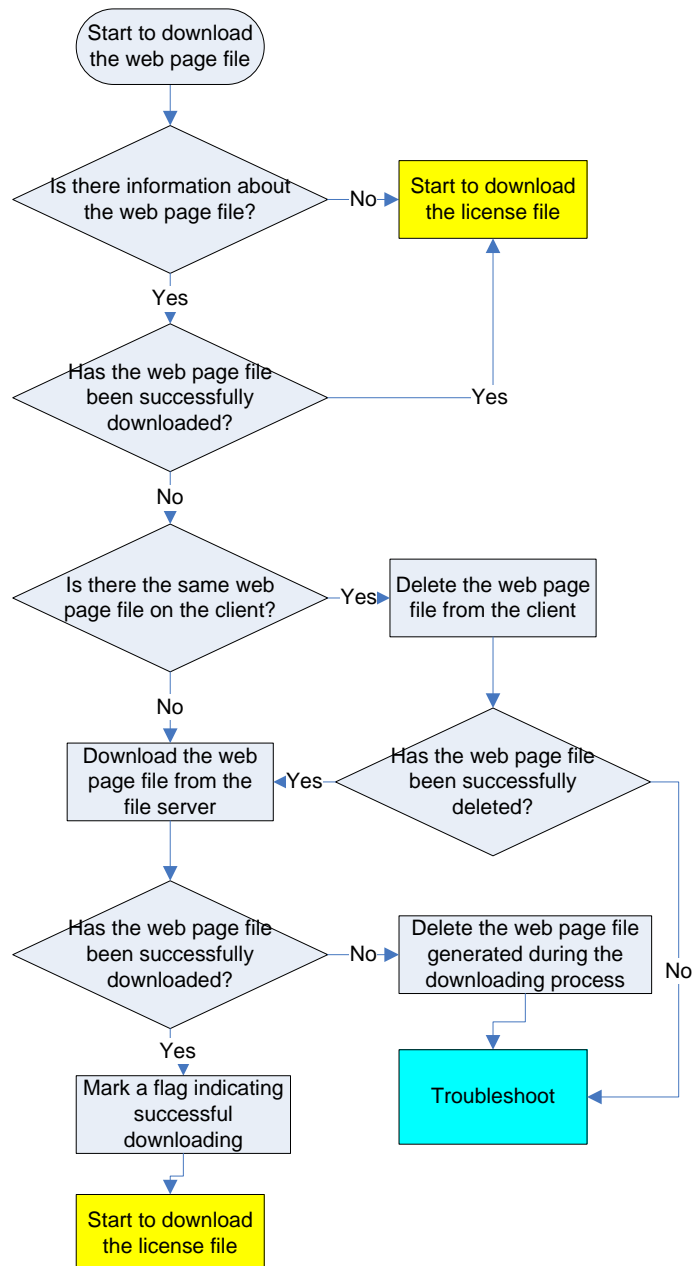 Start to download
the web page file
Is there information about
the web page file?
No
Start to download
the license file
Yes
Has the web page file
been successfully
downloaded?
Yes
No
Is there the same web
page file on the client?
Yes
Delete the web page
file from the client
No
Download the web
page file from the
file server
Yes
Has the web page file
been successfully
deleted?
Has the web page file
been successfully
downloaded?
No
Delete the web page file
generated during the
downloading process
No
Yes
Mark a flag indicating
successful
downloading
Troubleshoot
Start to download
the license file